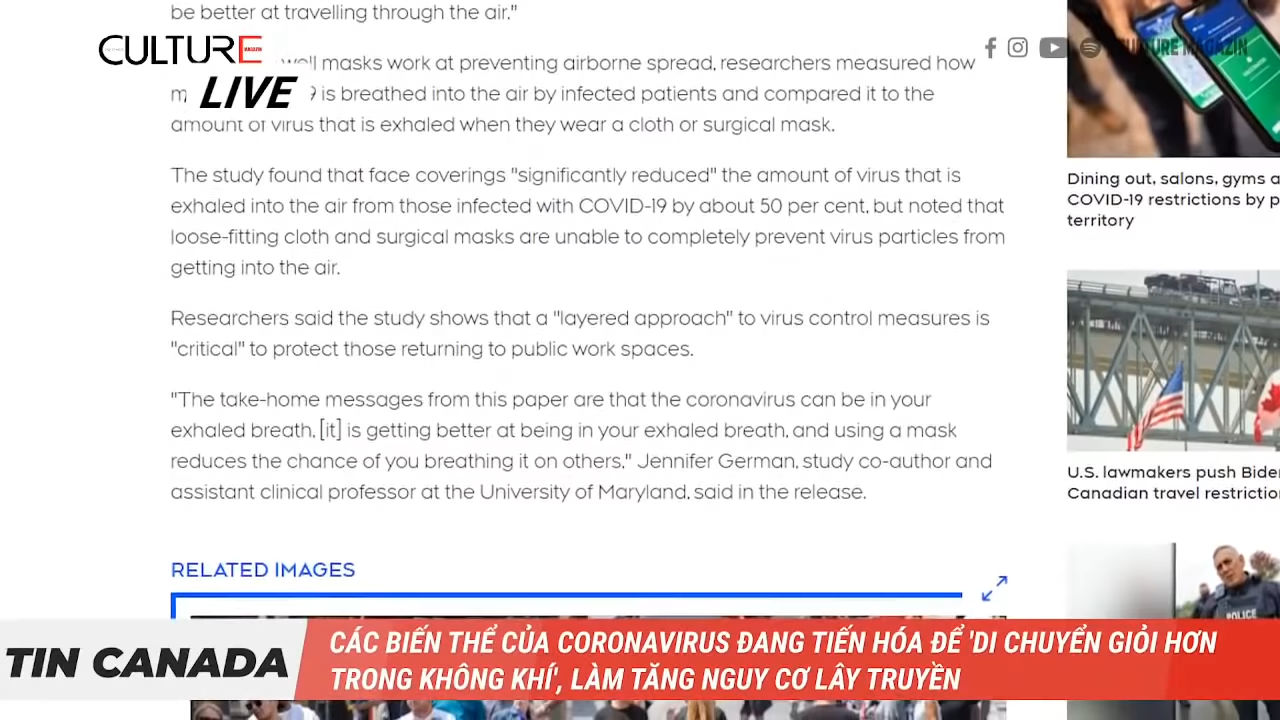 be better at travelling through the air."
CULTURE
MAGAZIN
CULTURE MAGAZIN
well masks work at preventing airborne spread, researchers measured how
LIVE
9 is breathed into the air by infected patients and compared it to the
amount of virus that is exhaled when they wear a cloth or surgical mask.
The study found that face coverings "significantly reduced" the amount of virus that is
exhaled into the air from those infected with COVID-19 by about 50 per cent, but noted that
loose-fitting cloth and surgical masks are unable to completely prevent virus particles from
getting into the air.
Researchers said the study shows that a "layered approach" to virus control measures is
"critical" to protect those returning to public work spaces.
"The take-home messages from this paper are that the coronavirus can be in your
exhaled breath, [it] is getting better at being in your exhaled breath, and using a mask
reduces the chance of you breathing it on others," Jennifer German, study co-author and
assistant clinical professor at the University of Maryland, said in the release.
RELATED IMAGES
Dining out, salons, gyms a
COVID-19 restrictions by p
territory
U.S. lawmakers push Biden
Canadian travel restriction
POLICE
TIN CANADA
CÁC BIẾN THỂ CỦA CORONAVIRUS ĐANG TIẾN HÓA ĐỂ 'DI CHUYỂN GIỎI HƠN
TRONG KHÔNG KHÍ', LÀM TĂNG NGUY CƠ LÂY TRUYỀN